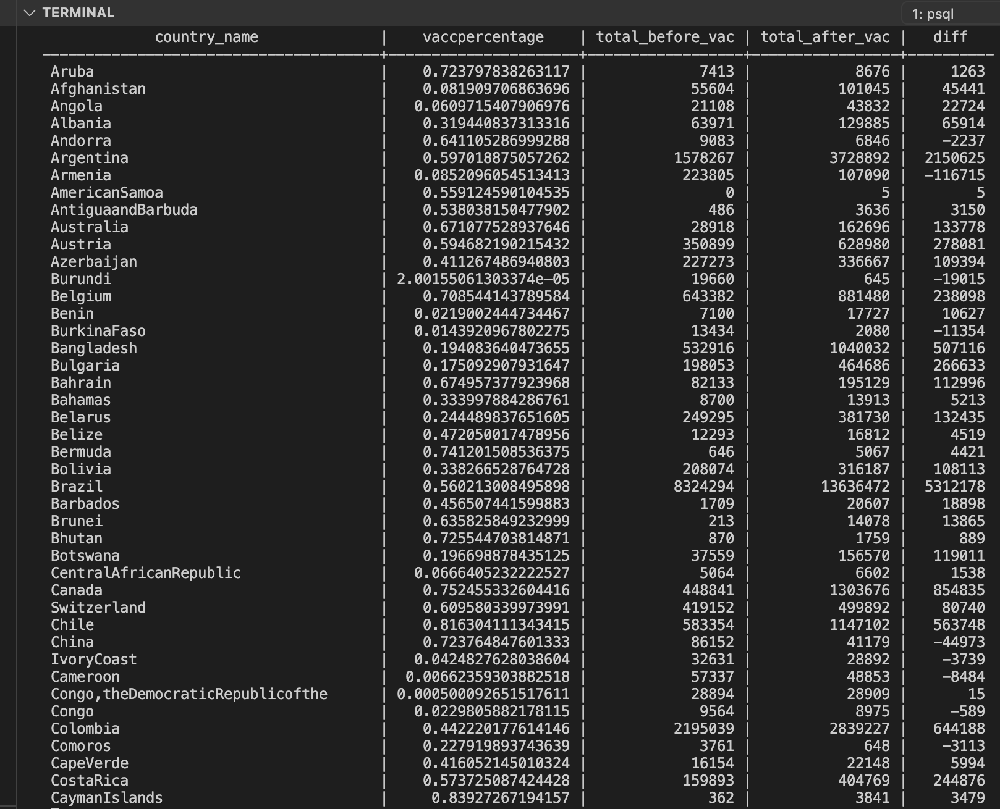 TERMINAL
1: psql
country_name | vaccpercentage | total_before_vac | total_after_vac | diff
Aruba | 0.723797838263117 | 7413 | 8676 | 1263
Afghanistan | 0.081909706863696 | 55604 | 101045 | 45441
Angola | 0.0609715407906976 | 21108 | 43832 | 22724
Albania | 0.319440837313316 | 63971 | 129885 | 65914
Andorra | 0.641105286999288 | 9083 | 6846 | -2237
Argentina | 0.597018875057262 | 1578267 | 3728892 | 2150625
Armenia | 0.0852096054513413 | 223805 | 107090 | -116715
AmericanSamoa | 0.559124590104535 | 0 | 5 | 5
AntiguaandBarbuda | 0.538038150477902 | 486 | 3636 | 3150
Australia | 0.671077528937646 | 28918 | 162696 | 133778
Austria | 0.594682190215432 | 350899 | 628980 | 278081
Azerbaijan | 0.411267486940803 | 227273 | 336667 | 109394
Burundi | 2.00155061303374e-05 | 19660 | 645 | -19015
Belgium | 0.708544143789584 | 643382 | 881480 | 238098
Benin | 0.0219002444734467 | 7100 | 17727 | 10627
BurkinaFaso | 0.0143920967802275 | 13434 | 2080 | -11354
Bangladesh | 0.194083640473655 | 532916 | 1040032 | 507116
Bulgaria | 0.175092907931647 | 198053 | 464686 | 266633
Bahrain | 0.674957377923968 | 82133 | 195129 | 112996
Bahamas | 0.333997884286761 | 8700 | 13913 | 5213
Belarus | 0.244489837651605 | 249295 | 381730 | 132435
Belize | 0.472050017478956 | 12293 | 16812 | 4519
Bermuda | 0.741201508536375 | 646 | 5067 | 4421
Bolivia | 0.338266528764728 | 208074 | 316187 | 108113
Brazil | 0.560213008495898 | 8324294 | 13636472 | 5312178
Barbados | 0.456507441599883 | 1709 | 20607 | 18898
Brunei | 0.635825849232999 | 213 | 14078 | 13865
Bhutan | 0.725544703814871 | 870 | 1759 | 889
Botswana | 0.196698878435125 | 37559 | 156570 | 119011
CentralAfricanRepublic | 0.0666405232222527 | 5064 | 6602 | 1538
Canada | 0.752455332604416 | 448841 | 1303676 | 854835
Switzerland | 0.609580339973991 | 419152 | 499892 | 80740
Chile | 0.816304111343415 | 583354 | 1147102 | 563748
China | 0.723764847601333 | 86152 | 41179 | -44973
IvoryCoast | 0.0424827628038604 | 32631 | 28892 | -3739
Cameroon | 0.00662359303882518 | 57337 | 48853 | -8484
Congo,theDemocraticRepublicofthe | 0.000500092651517611 | 28894 | 28909 | 15
Congo | 0.0229805882178115 | 9564 | 8975 | -589
Colombia | 0.442220177614146 | 2195039 | 2839227 | 644188
Comoros | 0.227919893743639 | 3761 | 648 | -3113
CapeVerde | 0.416052145010324 | 16154 | 22148 | 5994
CostaRica | 0.573725087424428 | 159893 | 404769 | 244876
CaymanIslands | 0.839272267194157 | 362 | 3841 | 3479